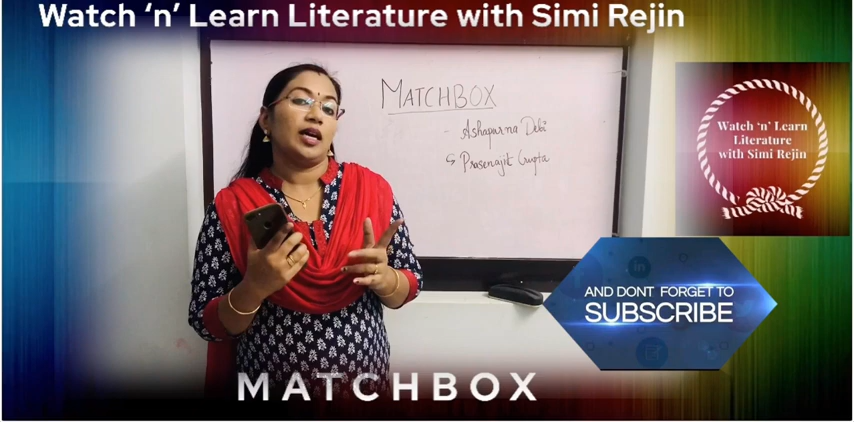 Watch ‘n’ Learn Literature with Simi Rejin
MATCHBOX
- Ashapurna Debi
Prasenajit Gupta
Watch ‘n’ Learn
Literature
with Simi Rejin
AND DONT FORGET TO
SUBSCRIBE
MATCHBOX